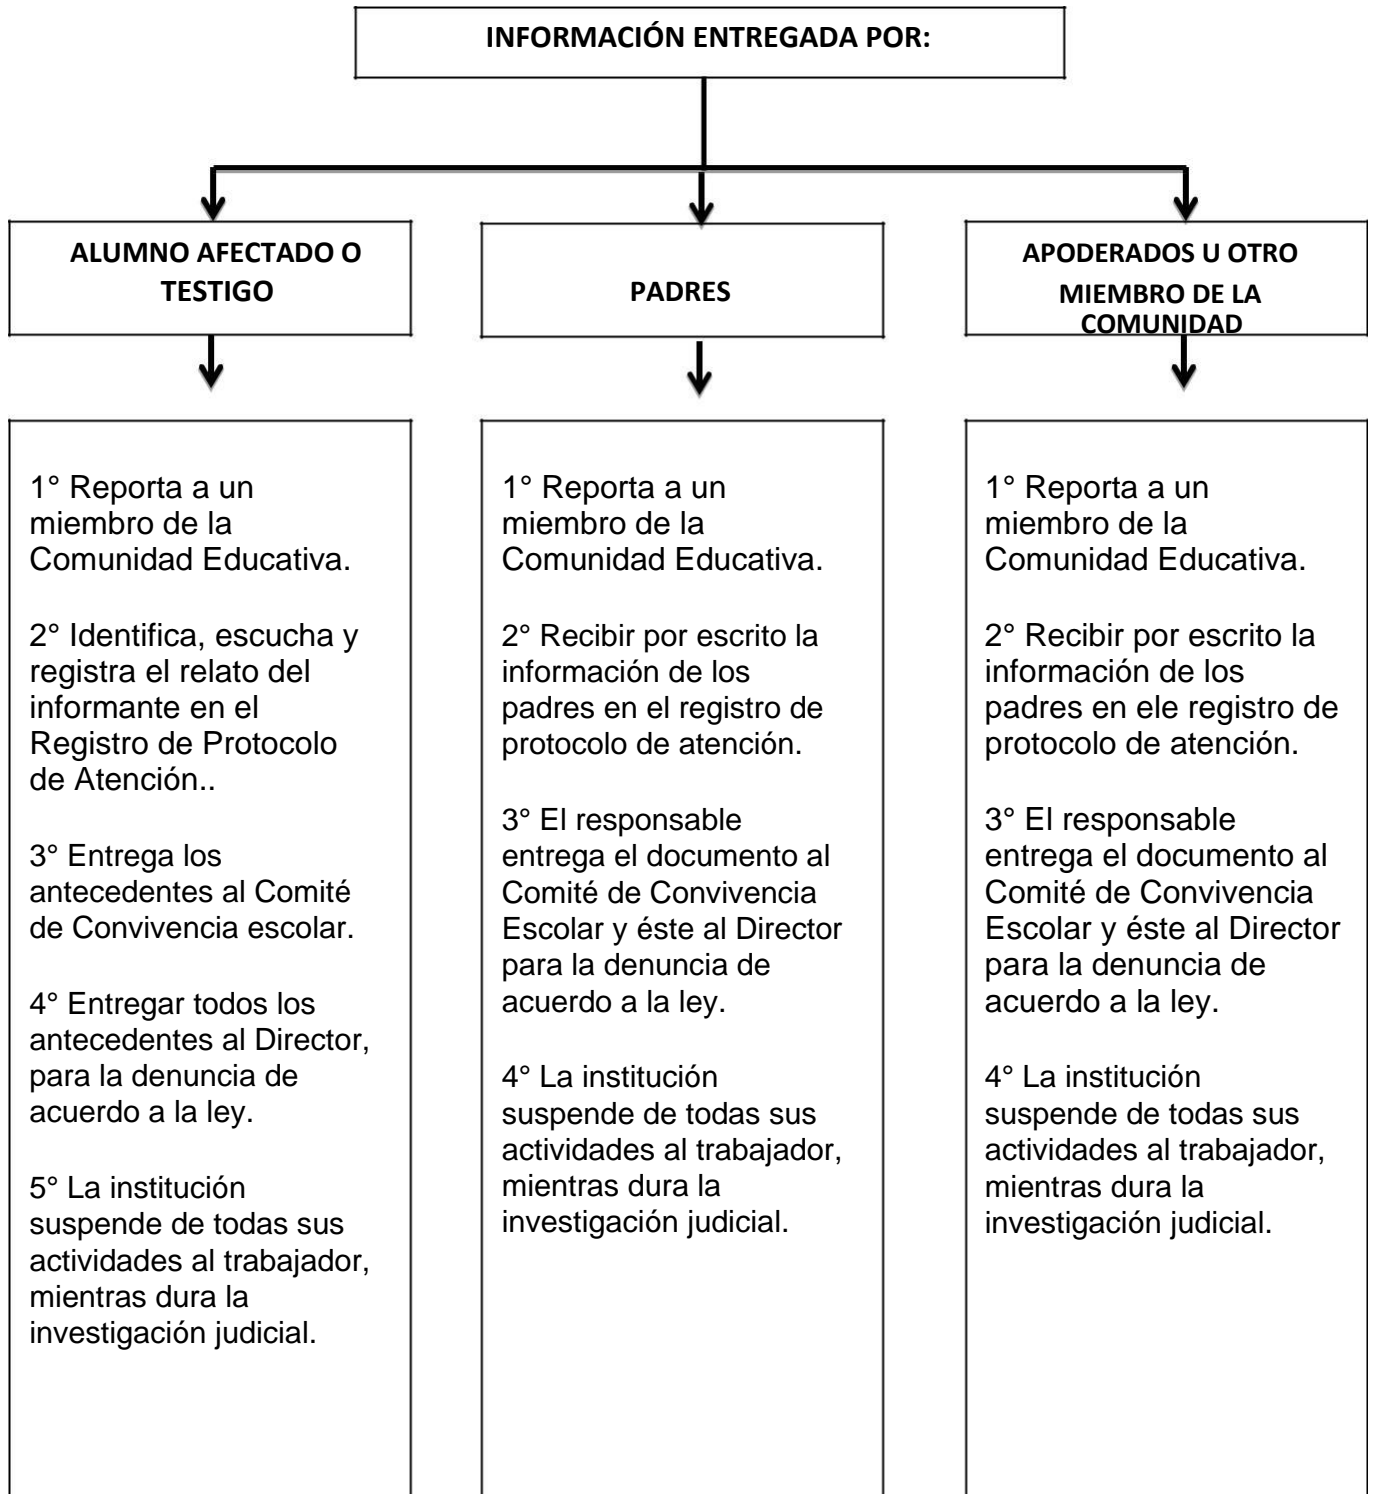 INFORMACIÓN ENTREGADA POR:
ALUMNO AFECTADO O
TESTIGO
PADRES
APODERADOS U OTRO
MIEMBRO DE LA
COMUNIDAD
1° Reporta a un
miembro de la
Comunidad Educativa.
2° Identifica, escucha y
registra el relato del
informante en el
Registro de Protocolo
de Atención..
3° Entrega los
antecedentes al Comité
de Convivencia escolar.
4° Entregar todos los
antecedentes al Director,
para la denuncia de
acuerdo a la ley.
5° La institución
suspende de todas sus
actividades al trabajador,
mientras dura la
investigación judicial.
1° Reporta a un
miembro de la
Comunidad Educativa.
2° Recibir por escrito la
información de los
padres en el registro de
protocolo de atención.
3° El responsable
entrega el documento al
Comité de Convivencia
Escolar y éste al Director
para la denuncia de
acuerdo a la ley.
4° La institución
suspende de todas sus
actividades al trabajador,
mientras dura la
investigación judicial.
1° Reporta a un
miembro de la
Comunidad Educativa.
2° Recibir por escrito la
información de los
padres en ele registro de
protocolo de atención.
3° El responsable
entrega el documento al
Comité de Convivencia
Escolar y éste al Director
para la denuncia de
acuerdo a la ley.
4° La institución
suspende de todas sus
actividades al trabajador,
mientras dura la
investigación judicial.